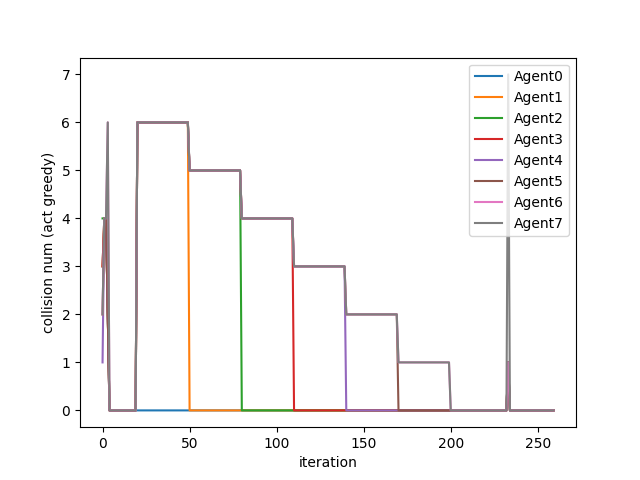 7
6
5
4
3
2
1
0
collision num (act greedy)
Agent0
Agent1
Agent2
Agent3
Agent4
Agent5
Agent6
Agent7
0 50 100 150 200 250
iteration